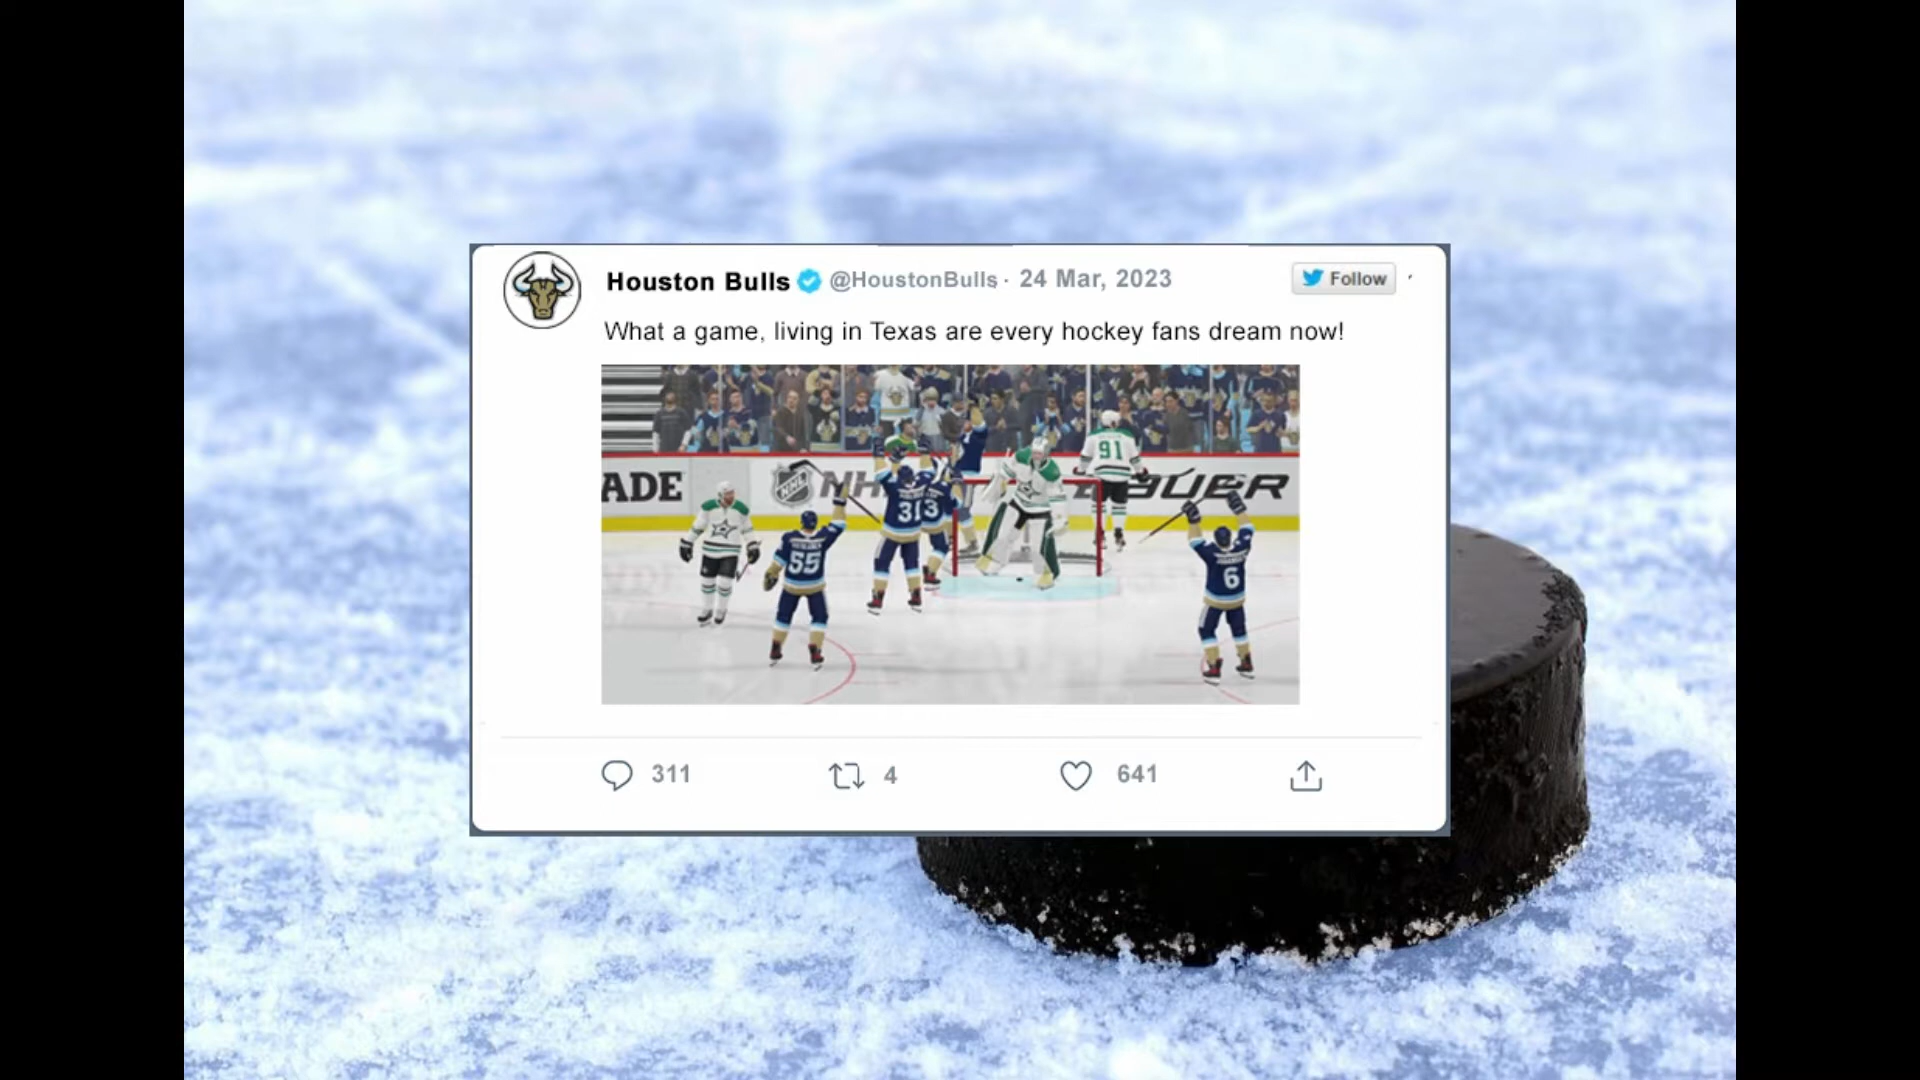 Houston Bulls @HoustonBulls · 24 Mar, 2023 Follow
What a game, living in Texas are every hockey fans dream now!
91
ADE NHL NH BAUER
31 3
55
6
311 4 641